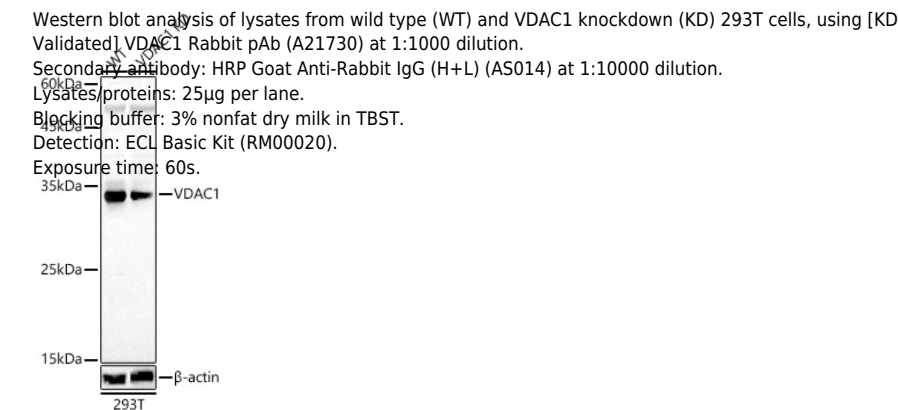 Western blot analysis of lysates from wild type (WT) and VDAC1 knockdown (KD) 293T cells, using [KD
Validated] VDAC1 Rabbit pAb (A21730) at 1:1000 dilution.
Secondary antibody: HRP Goat Anti-Rabbit IgG (H+L) (AS014) at 1:10000 dilution.
Lysates/proteins: 25μg per lane.
Blocking buffer: 3% nonfat dry milk in TBST.
Detection: ECL Basic Kit (RM00020).
Exposure time: 60s.
WT
VDAC1 KD
60kDa
45kDa
35kDa
VDAC1
25kDa
15kDa
β-actin
293T